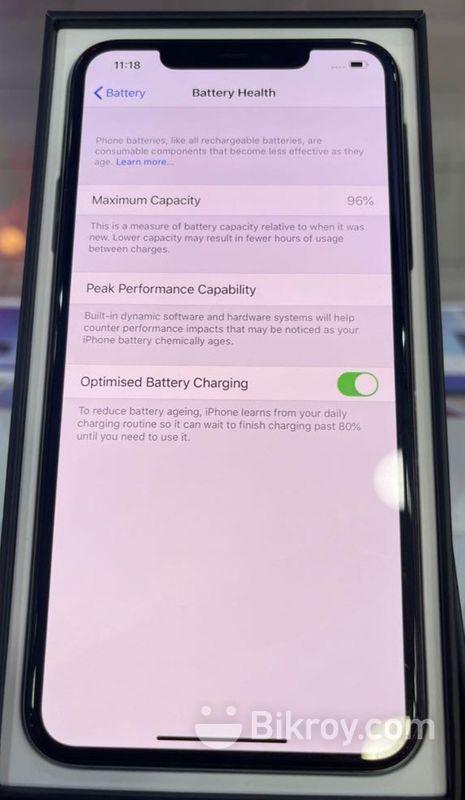 11:18
Battery
Battery Health
Phone batteries, like all rechargeable batteries, are
consumable components that become less effective as they
age. Learn more...
Maximum Capacity 96%
This is a measure of battery capacity relative to when it was
new. Lower capacity may result in fewer hours of usage
between charges.
Peak Performance Capability
Built-in dynamic software and hardware systems will help
counter performance impacts that may be noticed as your
iPhone battery chemically ages.
Optimised Battery Charging
To reduce battery ageing, iPhone learns from your daily
charging routine so it can wait to finish charging past 80%
until you need to use it.
Bikroy.com